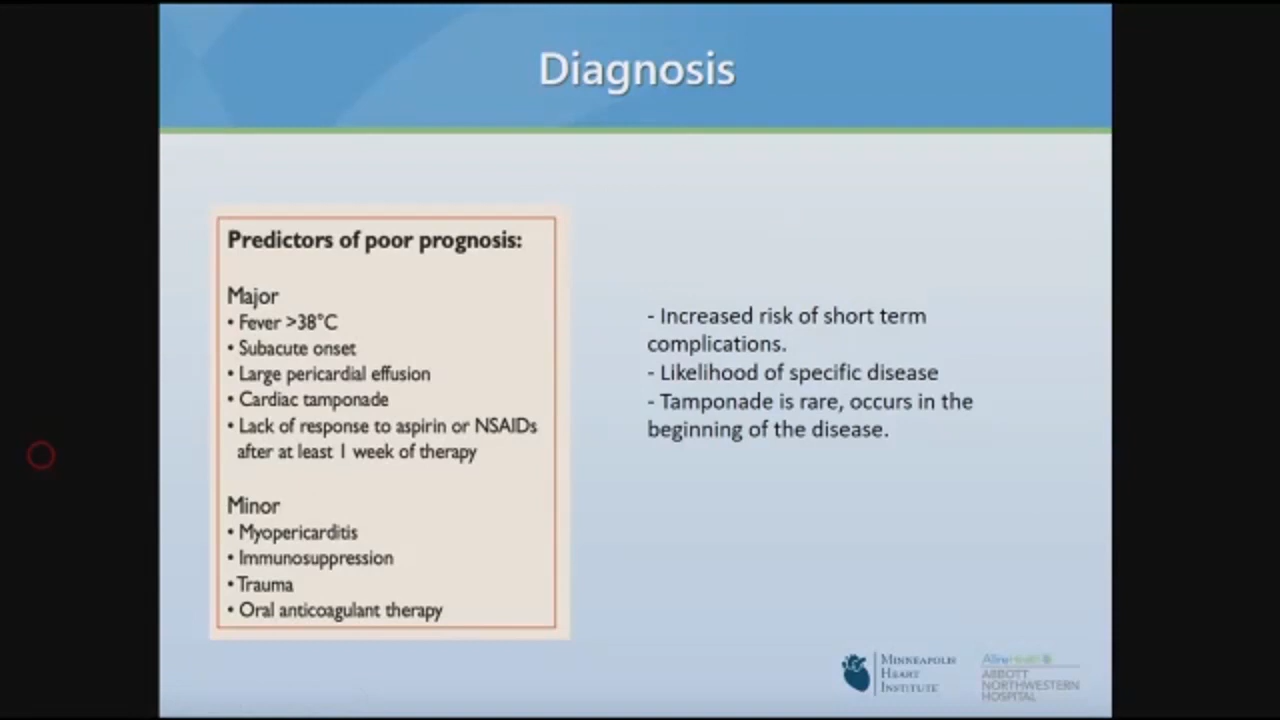 Diagnosis
Predictors of poor prognosis:
Major
• Fever >38°C
• Subacute onset
• Large pericardial effusion
• Cardiac tamponade
• Lack of response to aspirin or NSAIDs
after at least 1 week of therapy
Minor
• Myopericarditis
• Immunosuppression
• Trauma
• Oral anticoagulant therapy
- Increased risk of short term
complications.
- Likelihood of specific disease
- Tamponade is rare, occurs in the
beginning of the disease.
MINNEAPOLIS
HEART
INSTITUTE
AllinaHealth
ABBOTT
NORTHWESTERN
HOSPITAL